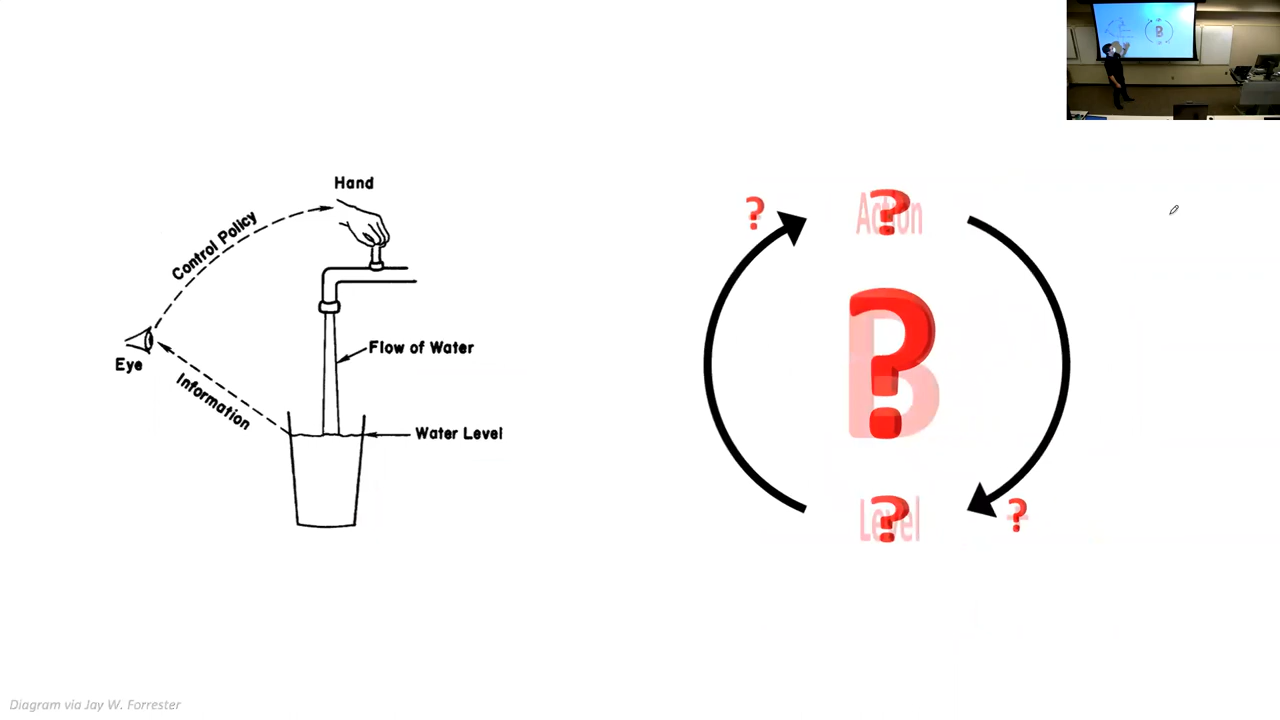 Hand
Control Policy
Eye
Information
Flow of Water
Water Level
?
Action
?
?
B
?
Level
?
Diagram via Jay W. Forrester